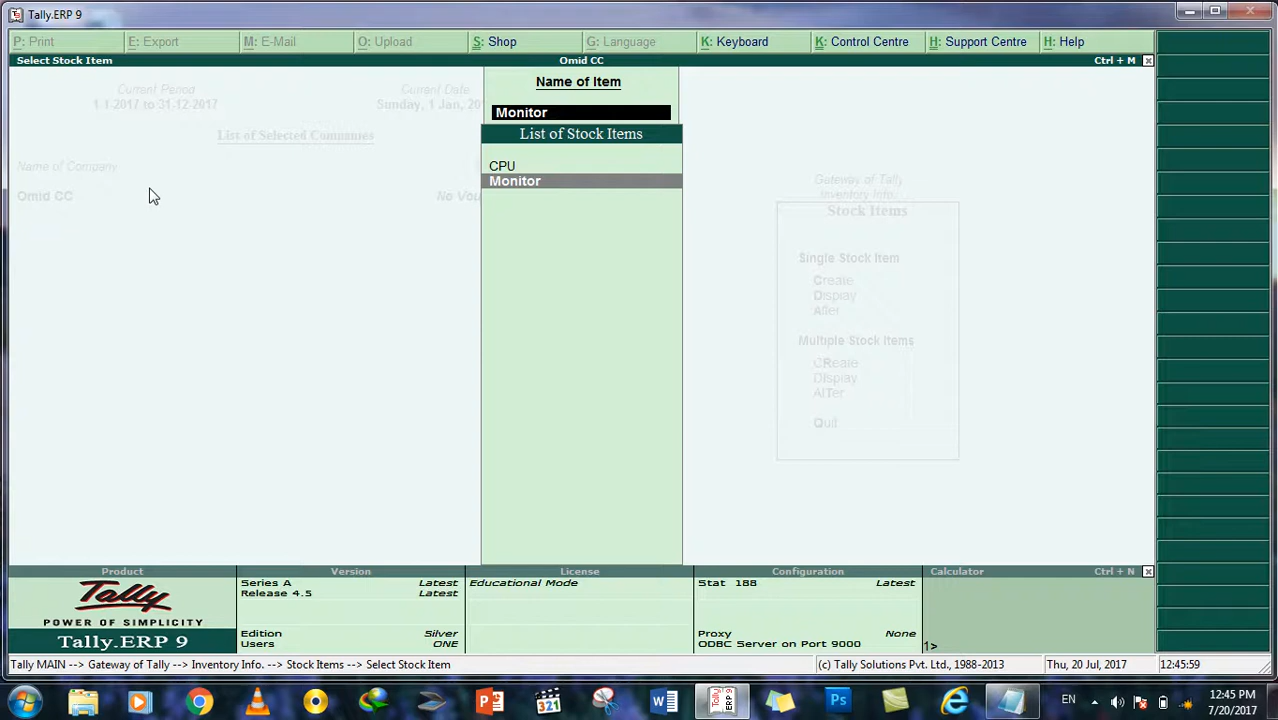 Tally.ERP 9
P: Print
E: Export
M: E-Mail
O: Upload
S: Shop
G: Language
K: Keyboard
K: Control Centre
H: Support Centre
H: Help
Select Stock Item
Omid CC
Ctrl + M
Current Period
1-1-2017 to 31-12-2017
Current Date
Sunday, 1 Jan, 20
List of Selected Companies
Name of Company
Omid CC
No Vou
Name of Item
Monitor
List of Stock Items
CPU
Monitor
Gateway of Tally
Inventory Info.
Stock Items
Single Stock Item
Create
Display
Alter
Multiple Stock Items
CReate
DIsplay
AlTer
Quit
Product
Tally
POWER OF SIMPLICITY
Tally.ERP 9
Version
Series A Latest
Release 4.5 Latest
Edition Silver
Users ONE
License
Educational Mode
Configuration
Stat 188 Latest
Proxy None
ODBC Server on Port 9000
Calculator
Ctrl + N
1>
Tally MAIN --> Gateway of Tally --> Inventory Info. --> Stock Items --> Select Stock Item
(c) Tally Solutions Pvt. Ltd., 1988-2013
Thu, 20 Jul, 2017
12:45:59
321
EN
12:45 PM
7/20/2017